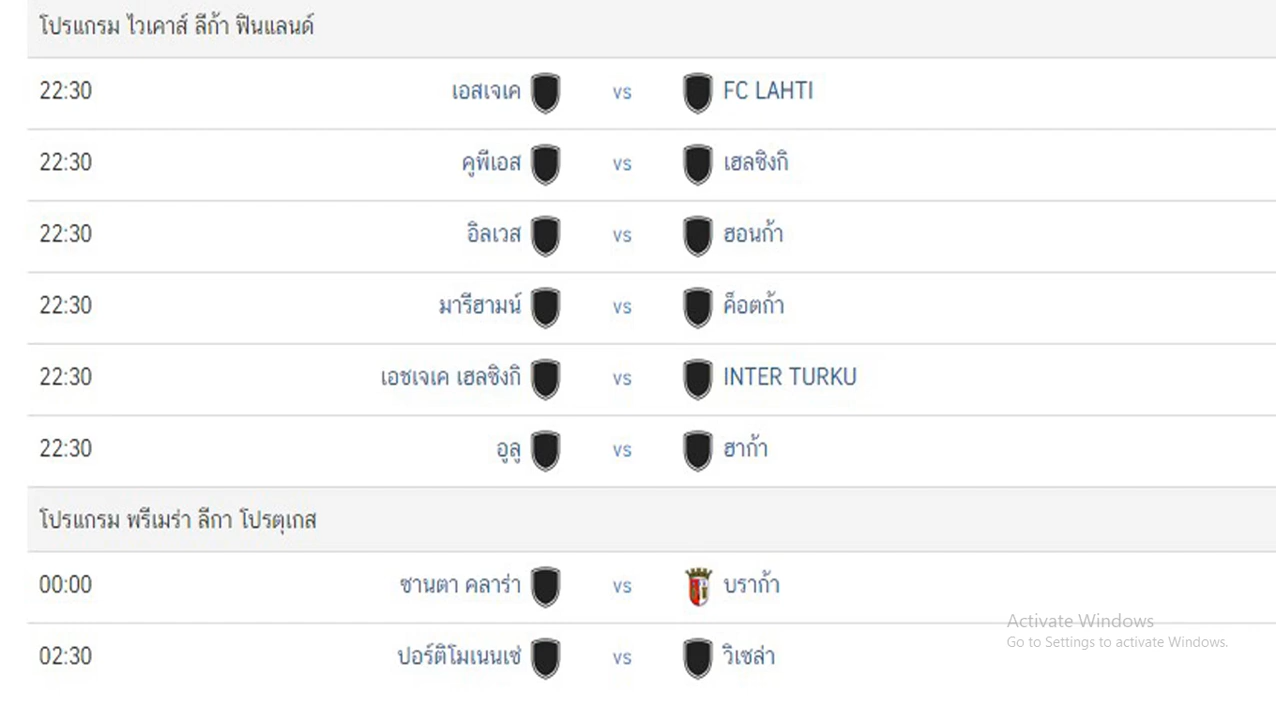 โปรแกรม ไวเคาส์ ลีก้า ฟินแลนด์
22:30 เอสเจเค vs FC LAHTI
22:30 คูพีเอส vs เฮลซิงกิ
22:30 อิลเวส vs ฮอนก้า
22:30 มารีฮามน์ vs ค็อตก้า
22:30 เอชเจเค เฮลซิงกิ vs INTER TURKU
22:30 อูลู vs ฮาก้า
โปรแกรม พรีเมร่า ลีกา โปรตุเกส
00:00 ซานตา คลาร่า vs บราก้า
02:30 ปอร์ติโมเนนเซ่ vs วิเซล่า
Activate Windows
Go to Settings to activate Windows.